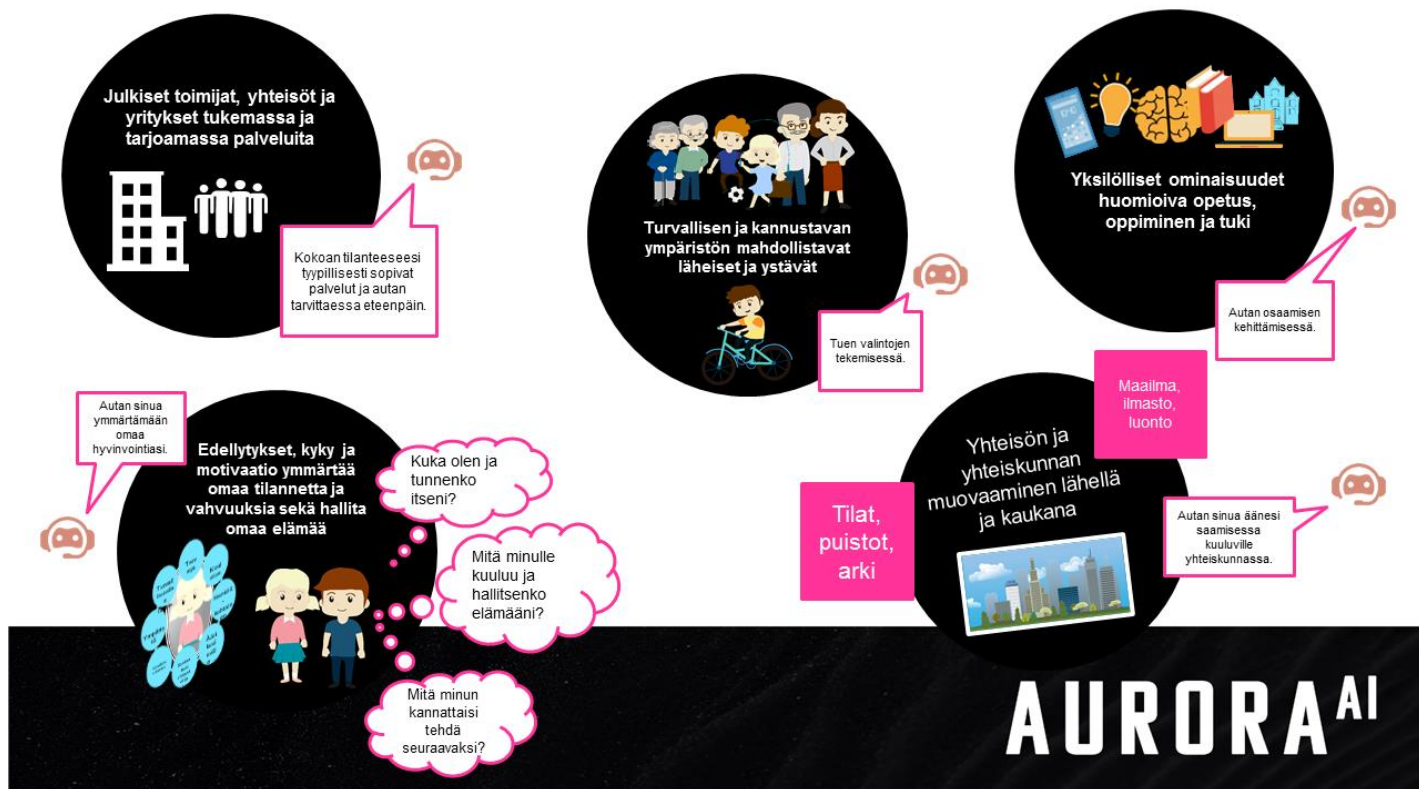 Julkiset toimijat, yhteisöt ja
yritykset tukemassa ja
tarjoamassa palveluita
Kokoan tilanteeseesi
tyypillisesti sopivat
palvelut ja autan
tarvittaessa eteenpäin.
Turvallisen ja kannustavan
ympäristön mahdollistavat
läheiset ja ystävät
Tuen valintojen
tekemisessä.
Yksilölliset ominaisuudet
huomioiva opetus,
oppiminen ja tuki
Autan osaamisen
kehittämisessä.
Autan sinua
ymmärtämään
omaa
hyvinvointiasi.
Edellytykset, kyky ja
motivaatio ymmärtää
omaa tilannetta ja
vahvuuksia sekä hallita
omaa elämää
Kuka olen ja
tunnenko
itseni?
Mitä minulle
kuuluu ja
hallitsenko
elämääni?
Mitä minun
kannattaisi
tehdä
seuraavaksi?
Maailma,
ilmasto,
luonto
Tilat,
puistot,
arki
Yhteisön ja
yhteiskunnan
muovaaminen lähellä
ja kaukana
Autan sinua äänesi
saamisessa
kuuluville
yhteiskunnassa.
AURORA AI